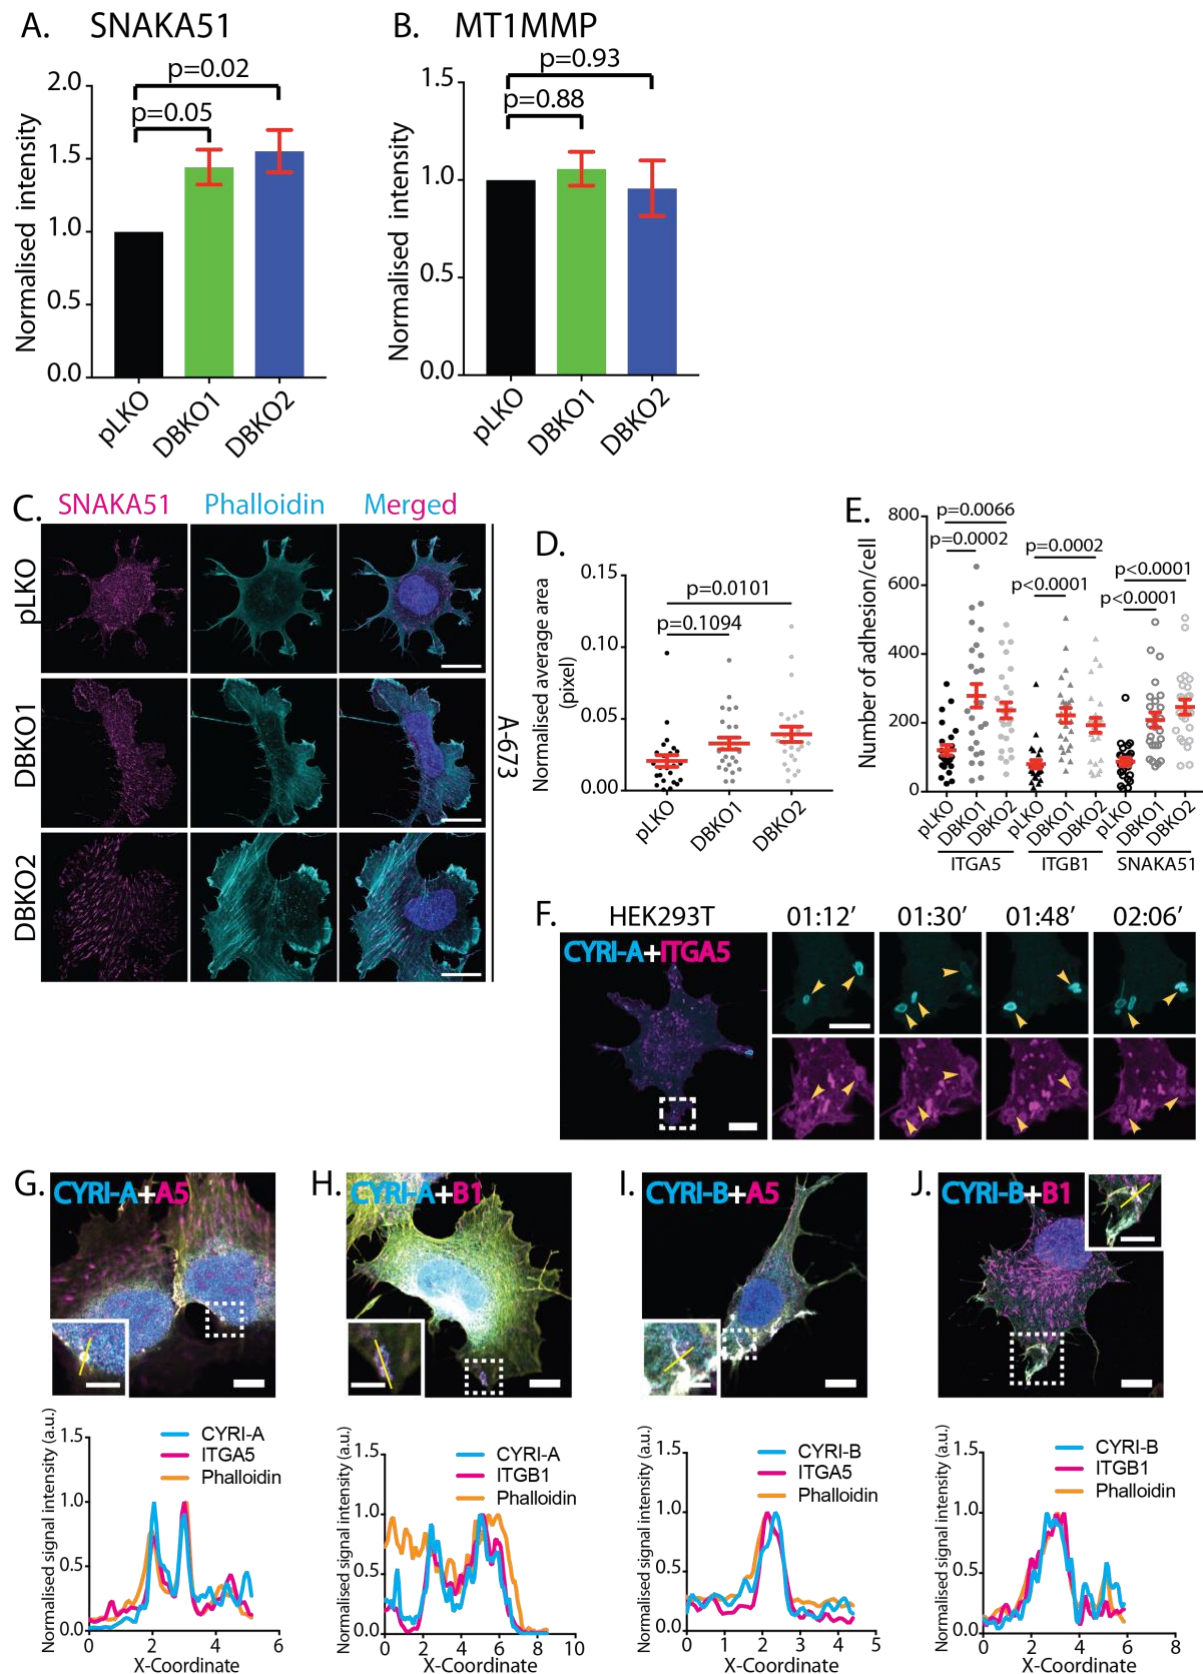 A. SNAKA51
Normalised intensity
2.0
1.5
1.0
0.5
0.0
p=0.02
p=0.05
pLKO
DBKO1
DBKO2
B. MT1MMP
Normalised intensity
1.5
1.0
0.5
0.0
p=0.93
p=0.88
pLKO
DBKO1
DBKO2
C. SNAKA51 Phalloidin Merged
pLKO
DBKO1
DBKO2
A-673
D.
Normalised average area
(pixel)
0.15
0.10
0.05
0.00
p=0.0101
p=0.1094
pLKO
DBKO1
DBKO2
E.
Number of adhesion/cell
800
600
400
200
0
p=0.0066
p=0.0002
p=0.0002
p<0.0001
p<0.0001
p<0.0001
pLKO
DBKO1
DBKO2
pLKO
DBKO1
DBKO2
pLKO
DBKO1
DBKO2
ITGA5 ITGB1 SNAKA51
F. HEK293T 01:12′ 01:30′ 01:48′ 02:06′
CYRI-A+ITGA5
G. CYRI-A+A5
Normalised signal intensity (a.u.)
1.5
1.0
0.5
0.0
CYRI-A
ITGA5
Phalloidin
0 2 4 6
X-Coordinate
H. CYRI-A+B1
Normalised signal intensity (a.u.)
1.5
1.0
0.5
0.0
CYRI-A
ITGB1
Phalloidin
0 2 4 6 8 10
X-Coordinate
I. CYRI-B+A5
Normalised signal intensity (a.u.)
1.5
1.0
0.5
0.0
CYRI-B
ITGA5
Phalloidin
0 1 2 3 4 5
X-Coordinate
J. CYRI-B+B1
Normalised signal intensity (a.u.)
1.5
1.0
0.5
0.0
CYRI-B
ITGB1
Phalloidin
0 2 4 6 8
X-Coordinate